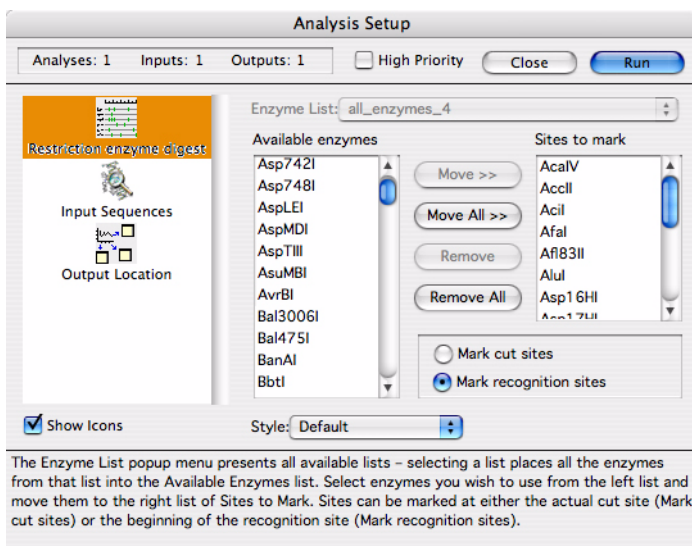 Analysis Setup
Analyses: 1 Inputs: 1 Outputs: 1 High Priority Close Run
Restriction enzyme digest
Input Sequences
Output Location
Show Icons
Enzyme List: all_enzymes_4
Available enzymes
Asp742I
Asp748I
AspLEI
AspMDI
AspTIII
AsuMBI
AvrBI
Bal3006I
Bal475I
BanAI
BbtI
Move >>
Move All >>
Remove
Remove All
Sites to mark
AcaIV
AccII
AciI
AfaI
Afl83II
AluI
Asp16HI
Asp17HI
Mark cut sites
Mark recognition sites
Style: Default
The Enzyme List popup menu presents all available lists – selecting a list places all the enzymes
from that list into the Available Enzymes list. Select enzymes you wish to use from the left list and
move them to the right list of Sites to Mark. Sites can be marked at either the actual cut site (Mark
cut sites) or the beginning of the recognition site (Mark recognition sites).